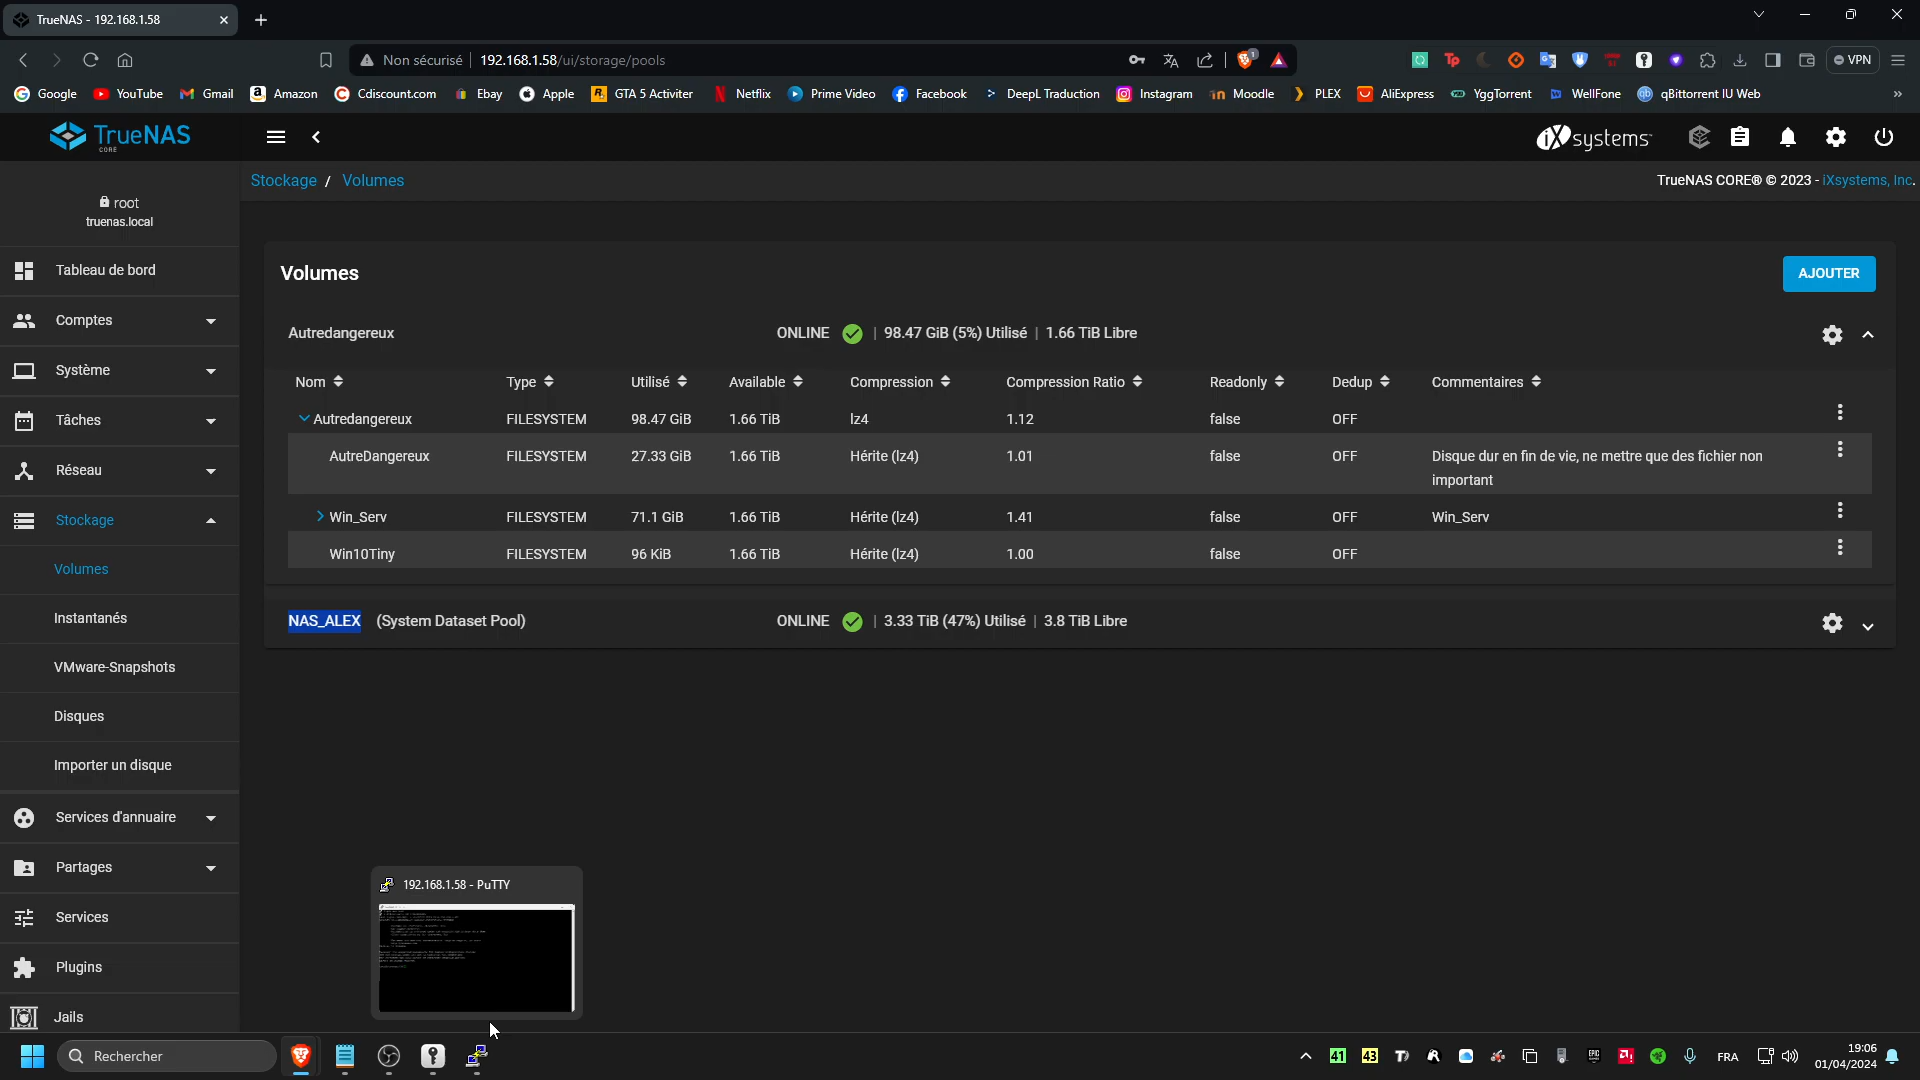 TrueNAS - 192.168.1.58
Non sécurisé 192.168.1.58/ui/storage/pools
1
VPN
Google YouTube Gmail Amazon Cdiscount.com Ebay Apple GTA 5 Activiter Netflix Prime Video Facebook DeepL Traduction Instagram Moodle PLEX AliExpress YggTorrent WellFone qBittorrent IU Web
TrueNAS
CORE
iXsystems
Stockage / Volumes
TrueNAS CORE® © 2023 - iXsystems, Inc.
root
truenas.local
Tableau de bord
Comptes
Système
Tâches
Réseau
Stockage
Volumes
Instantanés
VMware-Snapshots
Disques
Importer un disque
Services d'annuaire
Partages
Services
Plugins
Jails
Volumes
AJOUTER
Autredangereux ONLINE | 98.47 GiB (5%) Utilisé | 1.66 TiB Libre
Nom Type Utilisé Available Compression Compression Ratio Readonly Dedup Commentaires
Autredangereux FILESYSTEM 98.47 GiB 1.66 TiB lz4 1.12 false OFF
AutreDangereux FILESYSTEM 27.33 GiB 1.66 TiB Hérite (lz4) 1.01 false OFF Disque dur en fin de vie, ne mettre que des fichier non
important
Win_Serv FILESYSTEM 71.1 GiB 1.66 TiB Hérite (lz4) 1.41 false OFF Win_Serv
Win10Tiny FILESYSTEM 96 KiB 1.66 TiB Hérite (lz4) 1.00 false OFF
NAS_ALEX (System Dataset Pool) ONLINE | 3.33 TiB (47%) Utilisé | 3.8 TiB Libre
192.168.1.58 - PuTTY
Rechercher
41 43
FRA
19:06
01/04/2024